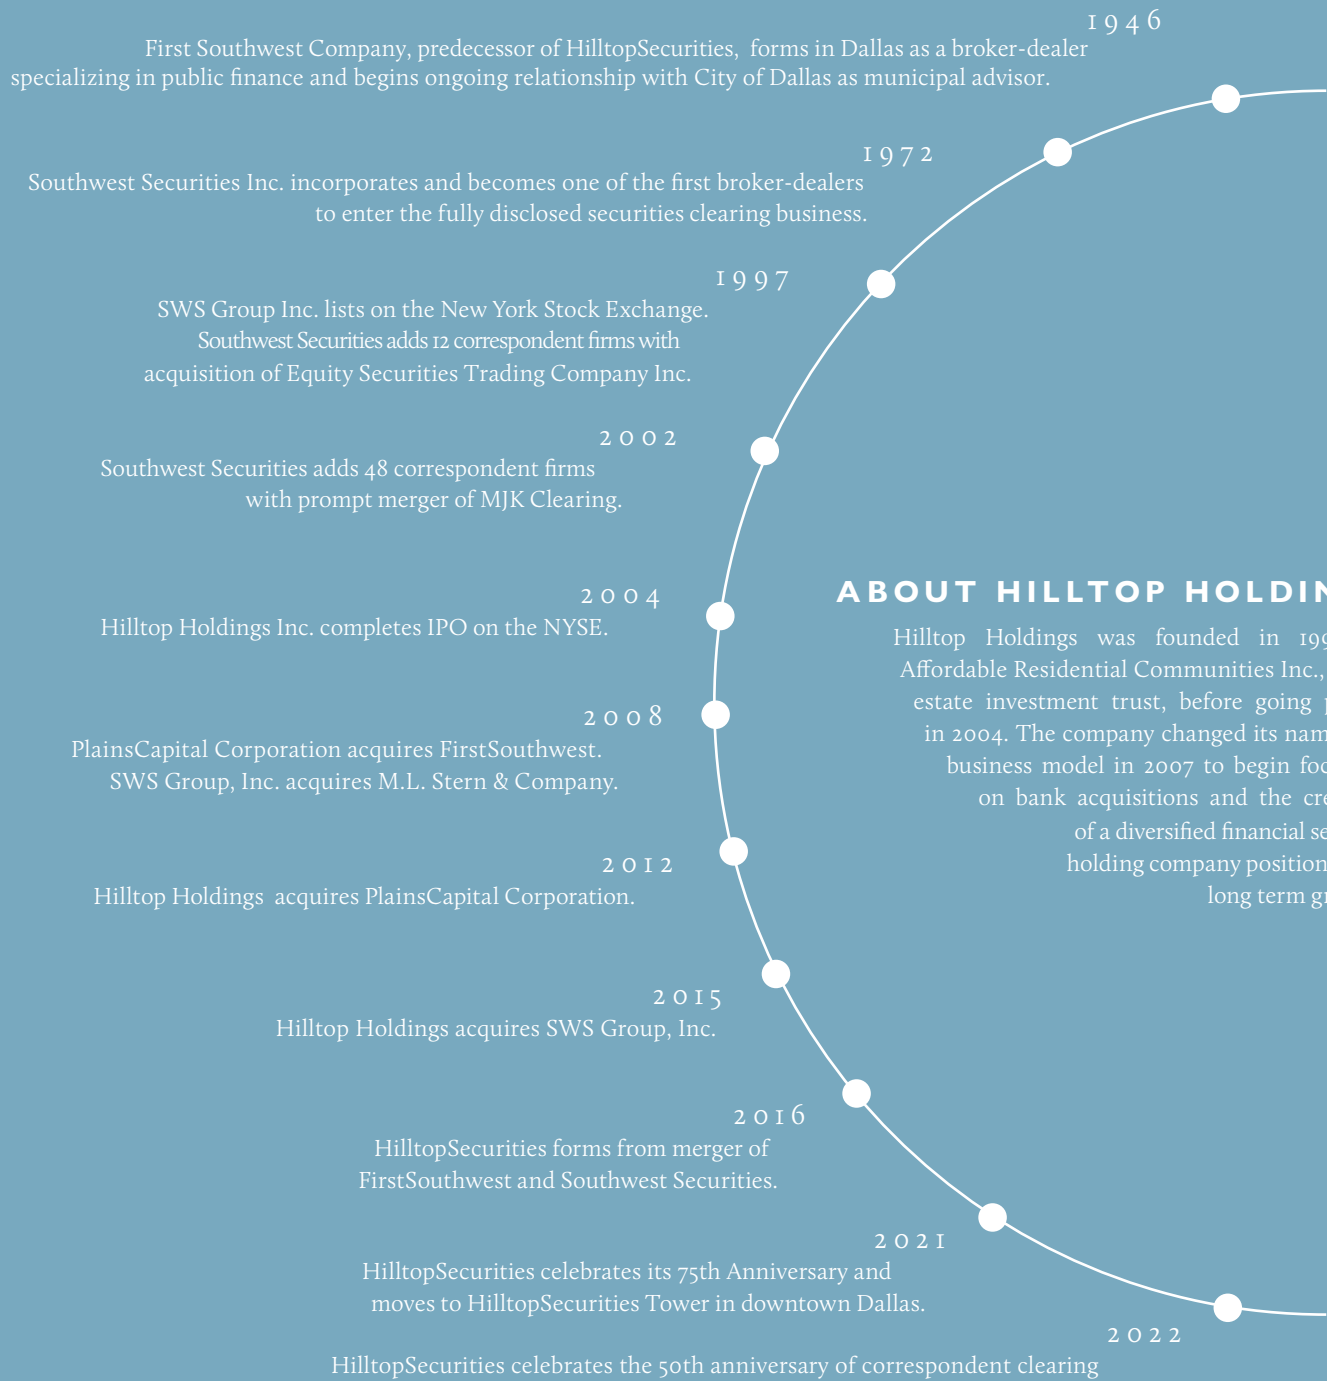 1946
First Southwest Company, predecessor of HilltopSecurities, forms in Dallas as a broker-dealer
specializing in public finance and begins ongoing relationship with City of Dallas as municipal advisor.
1972
Southwest Securities Inc. incorporates and becomes one of the first broker-dealers
to enter the fully disclosed securities clearing business.
1997
SWS Group Inc. lists on the New York Stock Exchange.
Southwest Securities adds 12 correspondent firms with
acquisition of Equity Securities Trading Company Inc.
2002
Southwest Securities adds 48 correspondent firms
with prompt merger of MJK Clearing.
2004
Hilltop Holdings Inc. completes IPO on the NYSE.
2008
PlainsCapital Corporation acquires FirstSouthwest.
SWS Group, Inc. acquires M.L. Stern & Company.
2012
Hilltop Holdings acquires PlainsCapital Corporation.
2015
Hilltop Holdings acquires SWS Group, Inc.
2016
HilltopSecurities forms from merger of
FirstSouthwest and Southwest Securities.
2021
HilltopSecurities celebrates its 75th Anniversary and
moves to HilltopSecurities Tower in downtown Dallas.
2022
HilltopSecurities celebrates the 50th anniversary of correspondent clearing
ABOUT HILLTOP
Hilltop Holdings was founded in
Affordable Residential Communities Inc.,
estate investment trust, before going
in 2004. The company changed its
business model in 2007 to begin
on bank acquisitions and the
of a diversified financial
holding company
long term